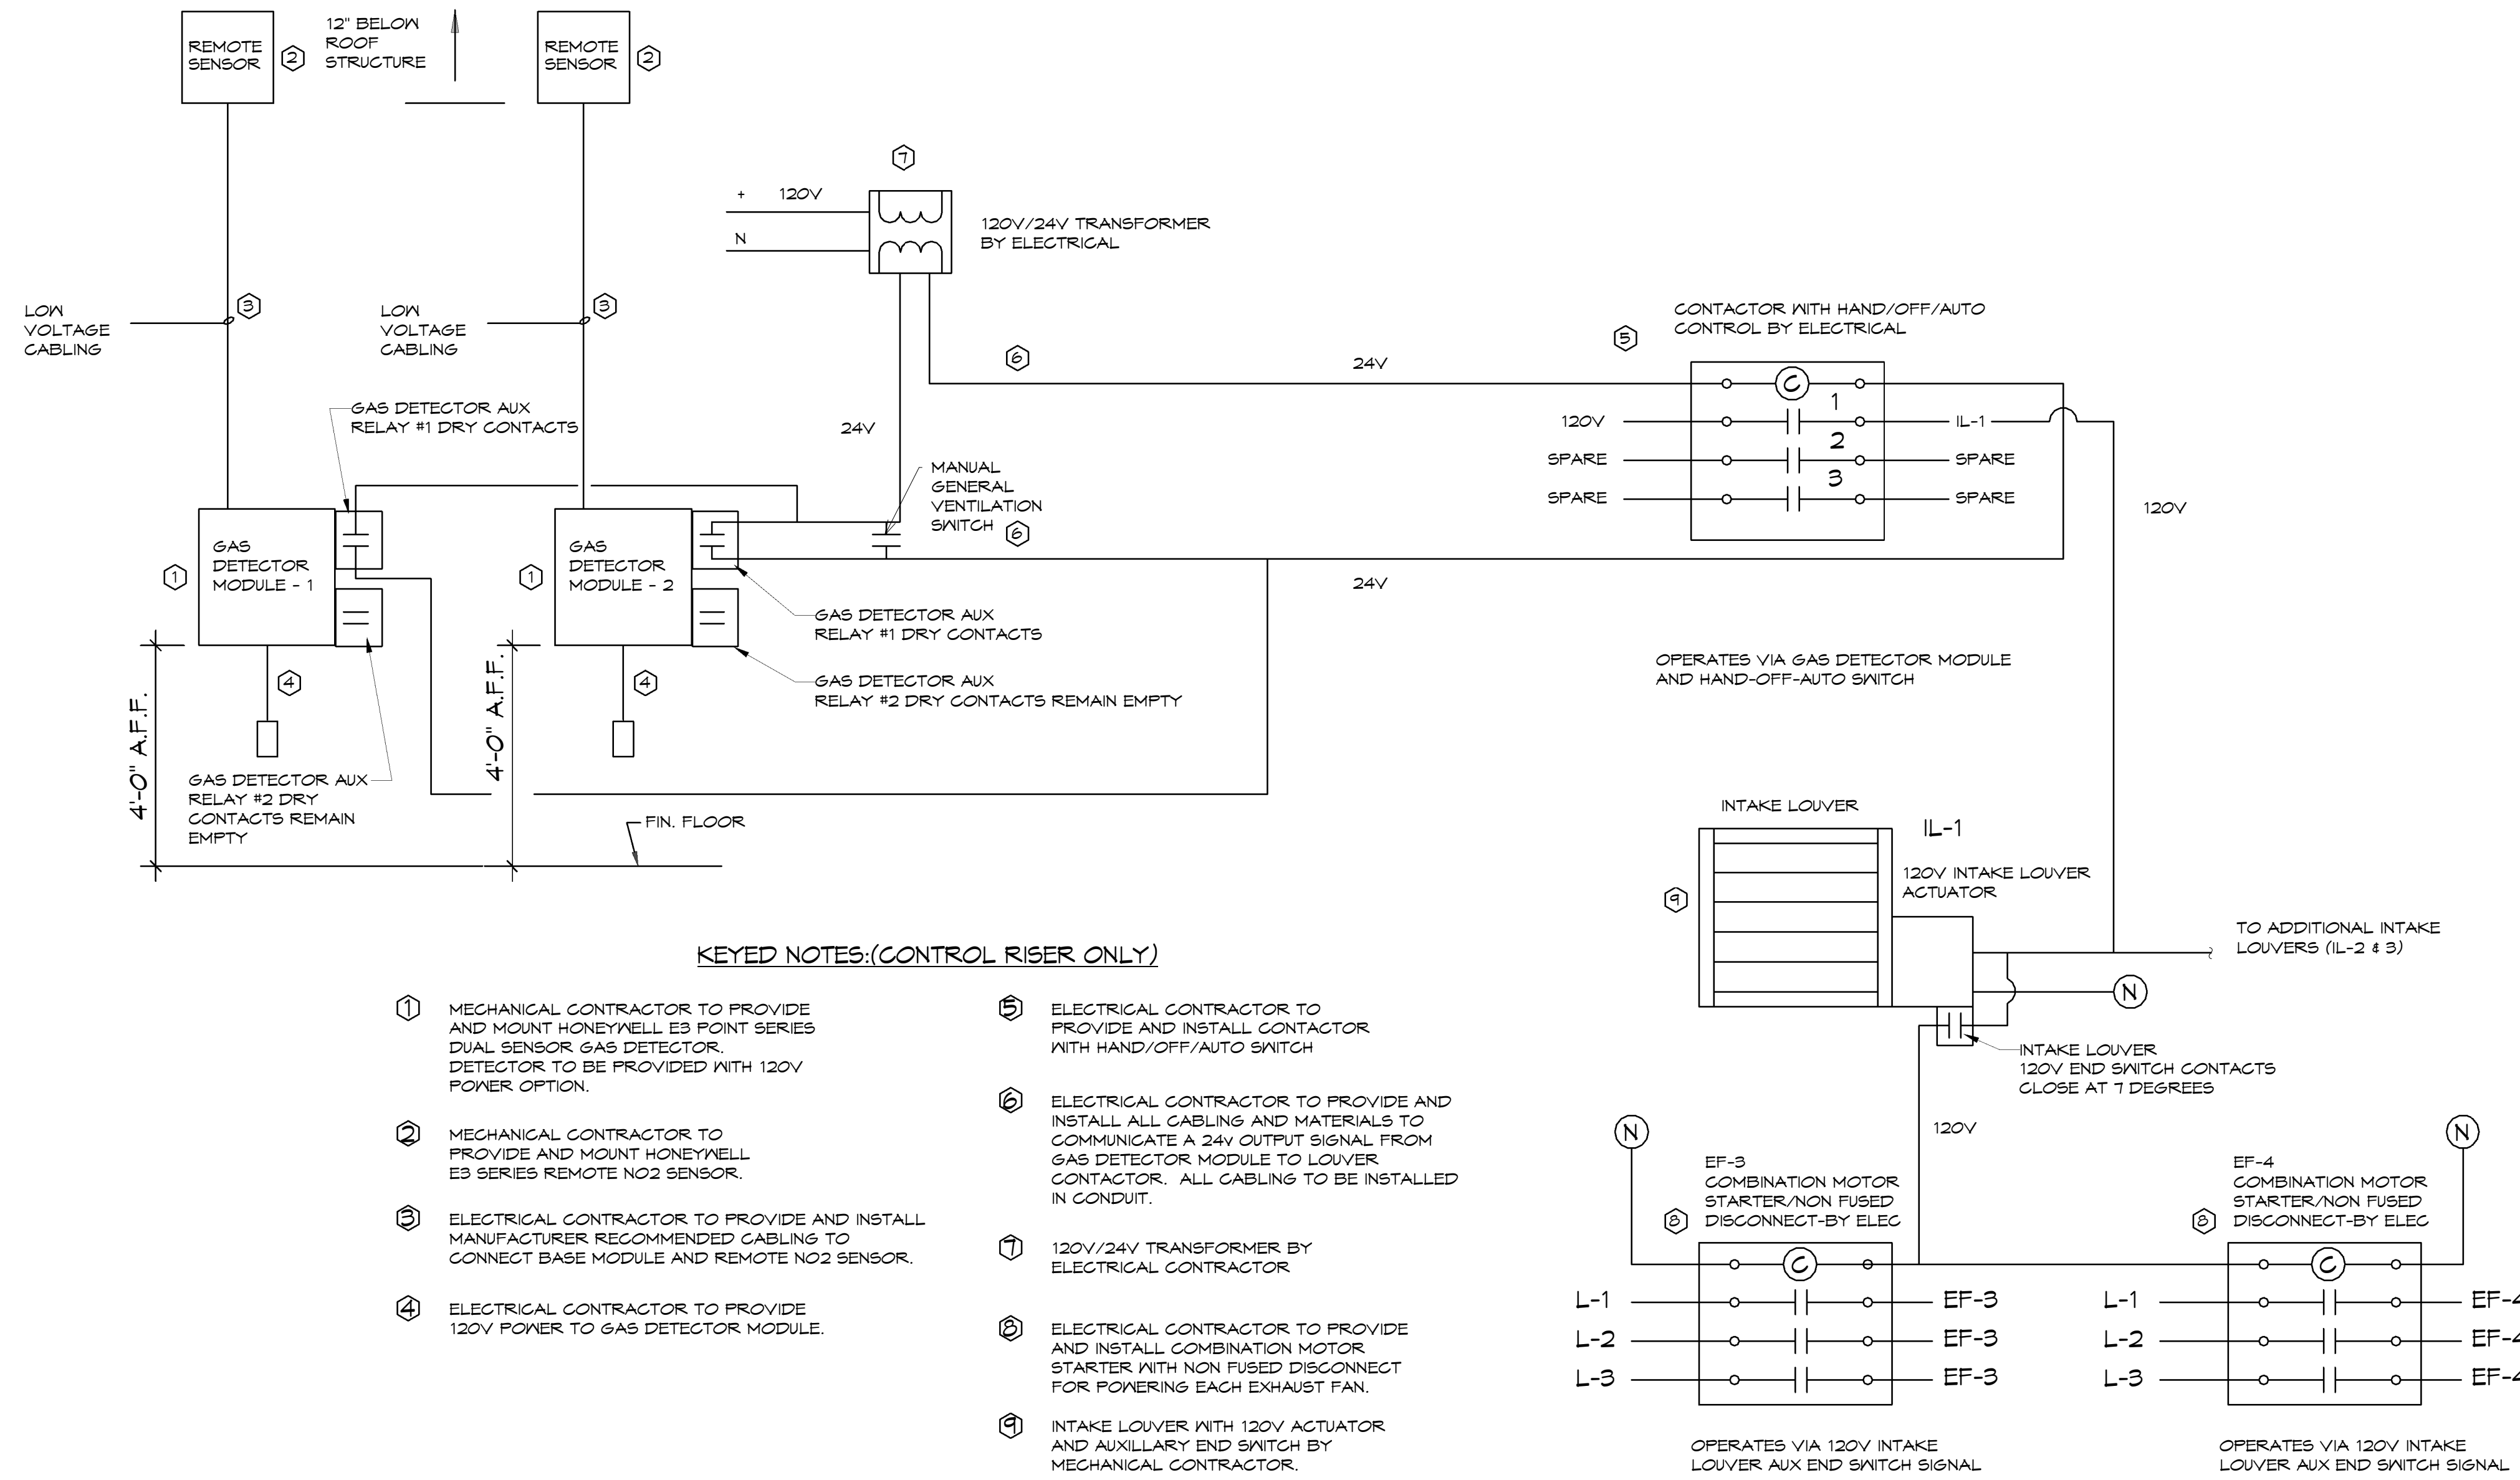 REMOTE
SENSOR
2
12" BELOW
ROOF
STRUCTURE
REMOTE
SENSOR
2
7
+ 120V
N
120V/24V TRANSFORMER
BY ELECTRICAL
LOW
VOLTAGE
CABLING
3
LOW
VOLTAGE
CABLING
3
6
24V
5
CONTACTOR WITH HAND/OFF/AUTO
CONTROL BY ELECTRICAL
C
1
120V
IL-1
2
SPARE
SPARE
3
SPARE
SPARE
120V
GAS DETECTOR AUX
RELAY #1 DRY CONTACTS
24V
MANUAL
GENERAL
VENTILATION
SWITCH
6
1
GAS
DETECTOR
MODULE - 1
1
GAS
DETECTOR
MODULE - 2
24V
GAS DETECTOR AUX
RELAY #1 DRY CONTACTS
GAS DETECTOR AUX
RELAY #2 DRY CONTACTS REMAIN EMPTY
OPERATES VIA GAS DETECTOR MODULE
AND HAND-OFF-AUTO SWITCH
4
4
4'-0" A.F.F.
4'-0" A.F.F.
GAS DETECTOR AUX
RELAY #2 DRY
CONTACTS REMAIN
EMPTY
FIN. FLOOR
INTAKE LOUVER
IL-1
9
120V INTAKE LOUVER
ACTUATOR
TO ADDITIONAL INTAKE
LOUVERS (IL-2 & 3)
N
INTAKE LOUVER
120V END SWITCH CONTACTS
CLOSE AT 7 DEGREES
120V
KEYED NOTES:(CONTROL RISER ONLY)
1
MECHANICAL CONTRACTOR TO PROVIDE
AND MOUNT HONEYWELL E3 POINT SERIES
DUAL SENSOR GAS DETECTOR.
DETECTOR TO BE PROVIDED WITH 120V
POWER OPTION.
2
MECHANICAL CONTRACTOR TO
PROVIDE AND MOUNT HONEYWELL
E3 SERIES REMOTE NO2 SENSOR.
3
ELECTRICAL CONTRACTOR TO PROVIDE AND INSTALL
MANUFACTURER RECOMMENDED CABLING TO
CONNECT BASE MODULE AND REMOTE NO2 SENSOR.
4
ELECTRICAL CONTRACTOR TO PROVIDE
120V POWER TO GAS DETECTOR MODULE.
5
ELECTRICAL CONTRACTOR TO
PROVIDE AND INSTALL CONTACTOR
WITH HAND/OFF/AUTO SWITCH
6
ELECTRICAL CONTRACTOR TO PROVIDE AND
INSTALL ALL CABLING AND MATERIALS TO
COMMUNICATE A 24v OUTPUT SIGNAL FROM
GAS DETECTOR MODULE TO LOUVER
CONTACTOR. ALL CABLING TO BE INSTALLED
IN CONDUIT.
7
120V/24V TRANSFORMER BY
ELECTRICAL CONTRACTOR
8
ELECTRICAL CONTRACTOR TO PROVIDE
AND INSTALL COMBINATION MOTOR
STARTER WITH NON FUSED DISCONNECT
FOR POWERING EACH EXHAUST FAN.
9
INTAKE LOUVER WITH 120V ACTUATOR
AND AUXILLARY END SWITCH BY
MECHANICAL CONTRACTOR.
N
EF-3
COMBINATION MOTOR
STARTER/NON FUSED
DISCONNECT-BY ELEC
8
C
L-1
EF-3
L-2
EF-3
L-3
EF-3
OPERATES VIA 120V INTAKE
LOUVER AUX END SWITCH SIGNAL
N
EF-4
COMBINATION MOTOR
STARTER/NON FUSED
DISCONNECT-BY ELEC
8
C
L-1
EF-4
L-2
EF-4
L-3
EF-4
OPERATES VIA 120V INTAKE
LOUVER AUX END SWITCH SIGNAL